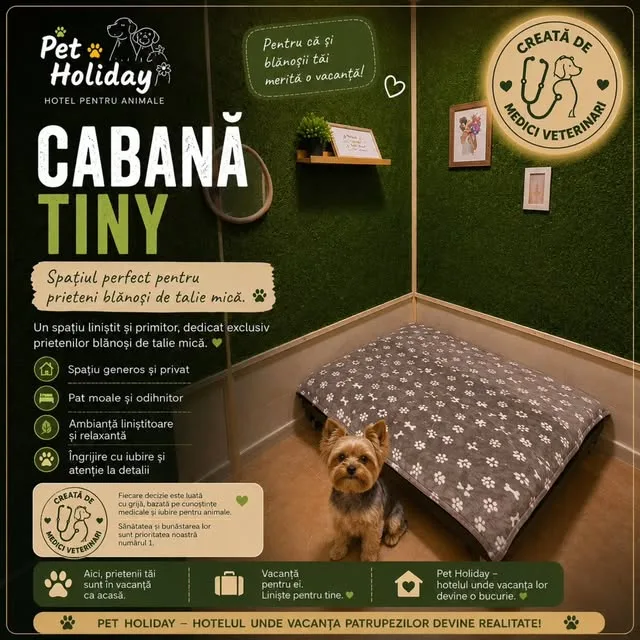 Pet
Holiday
HOTEL PENTRU ANIMALE
Pentru că și
blănoșii tăi
merită o vacanță!
CREATĂ DE
MEDICI VETERINARI
CABANĂ
TINY
Spațiul perfect pentru
prieteni blănoși de talie mică.
Un spațiu liniștit și primitor, dedicat exclusiv
prietenilor blănoși de talie mică.
Spațiu generos și privat
Pat moale și odihnitor
Ambianță liniștitoare
și relaxantă
Îngrijire cu iubire și
atenție la detalii
CREATĂ DE
MEDICI VETERINARI
Fiecare decizie este luată
cu grijă, bazată pe cunoștințe
medicale și iubire pentru animale.
Sănătatea și bunăstarea lor
sunt prioritatea noastră
numărul 1.
Aici, prietenii tăi
sunt în vacanță
ca acasă.
Vacanță
pentru ei.
Liniște pentru tine.
Pet Holiday –
hotelul unde vacanța lor
devine o bucurie.
PET HOLIDAY – HOTELUL UNDE VACANȚA PATRUPEZILOR DEVINE REALITATE!